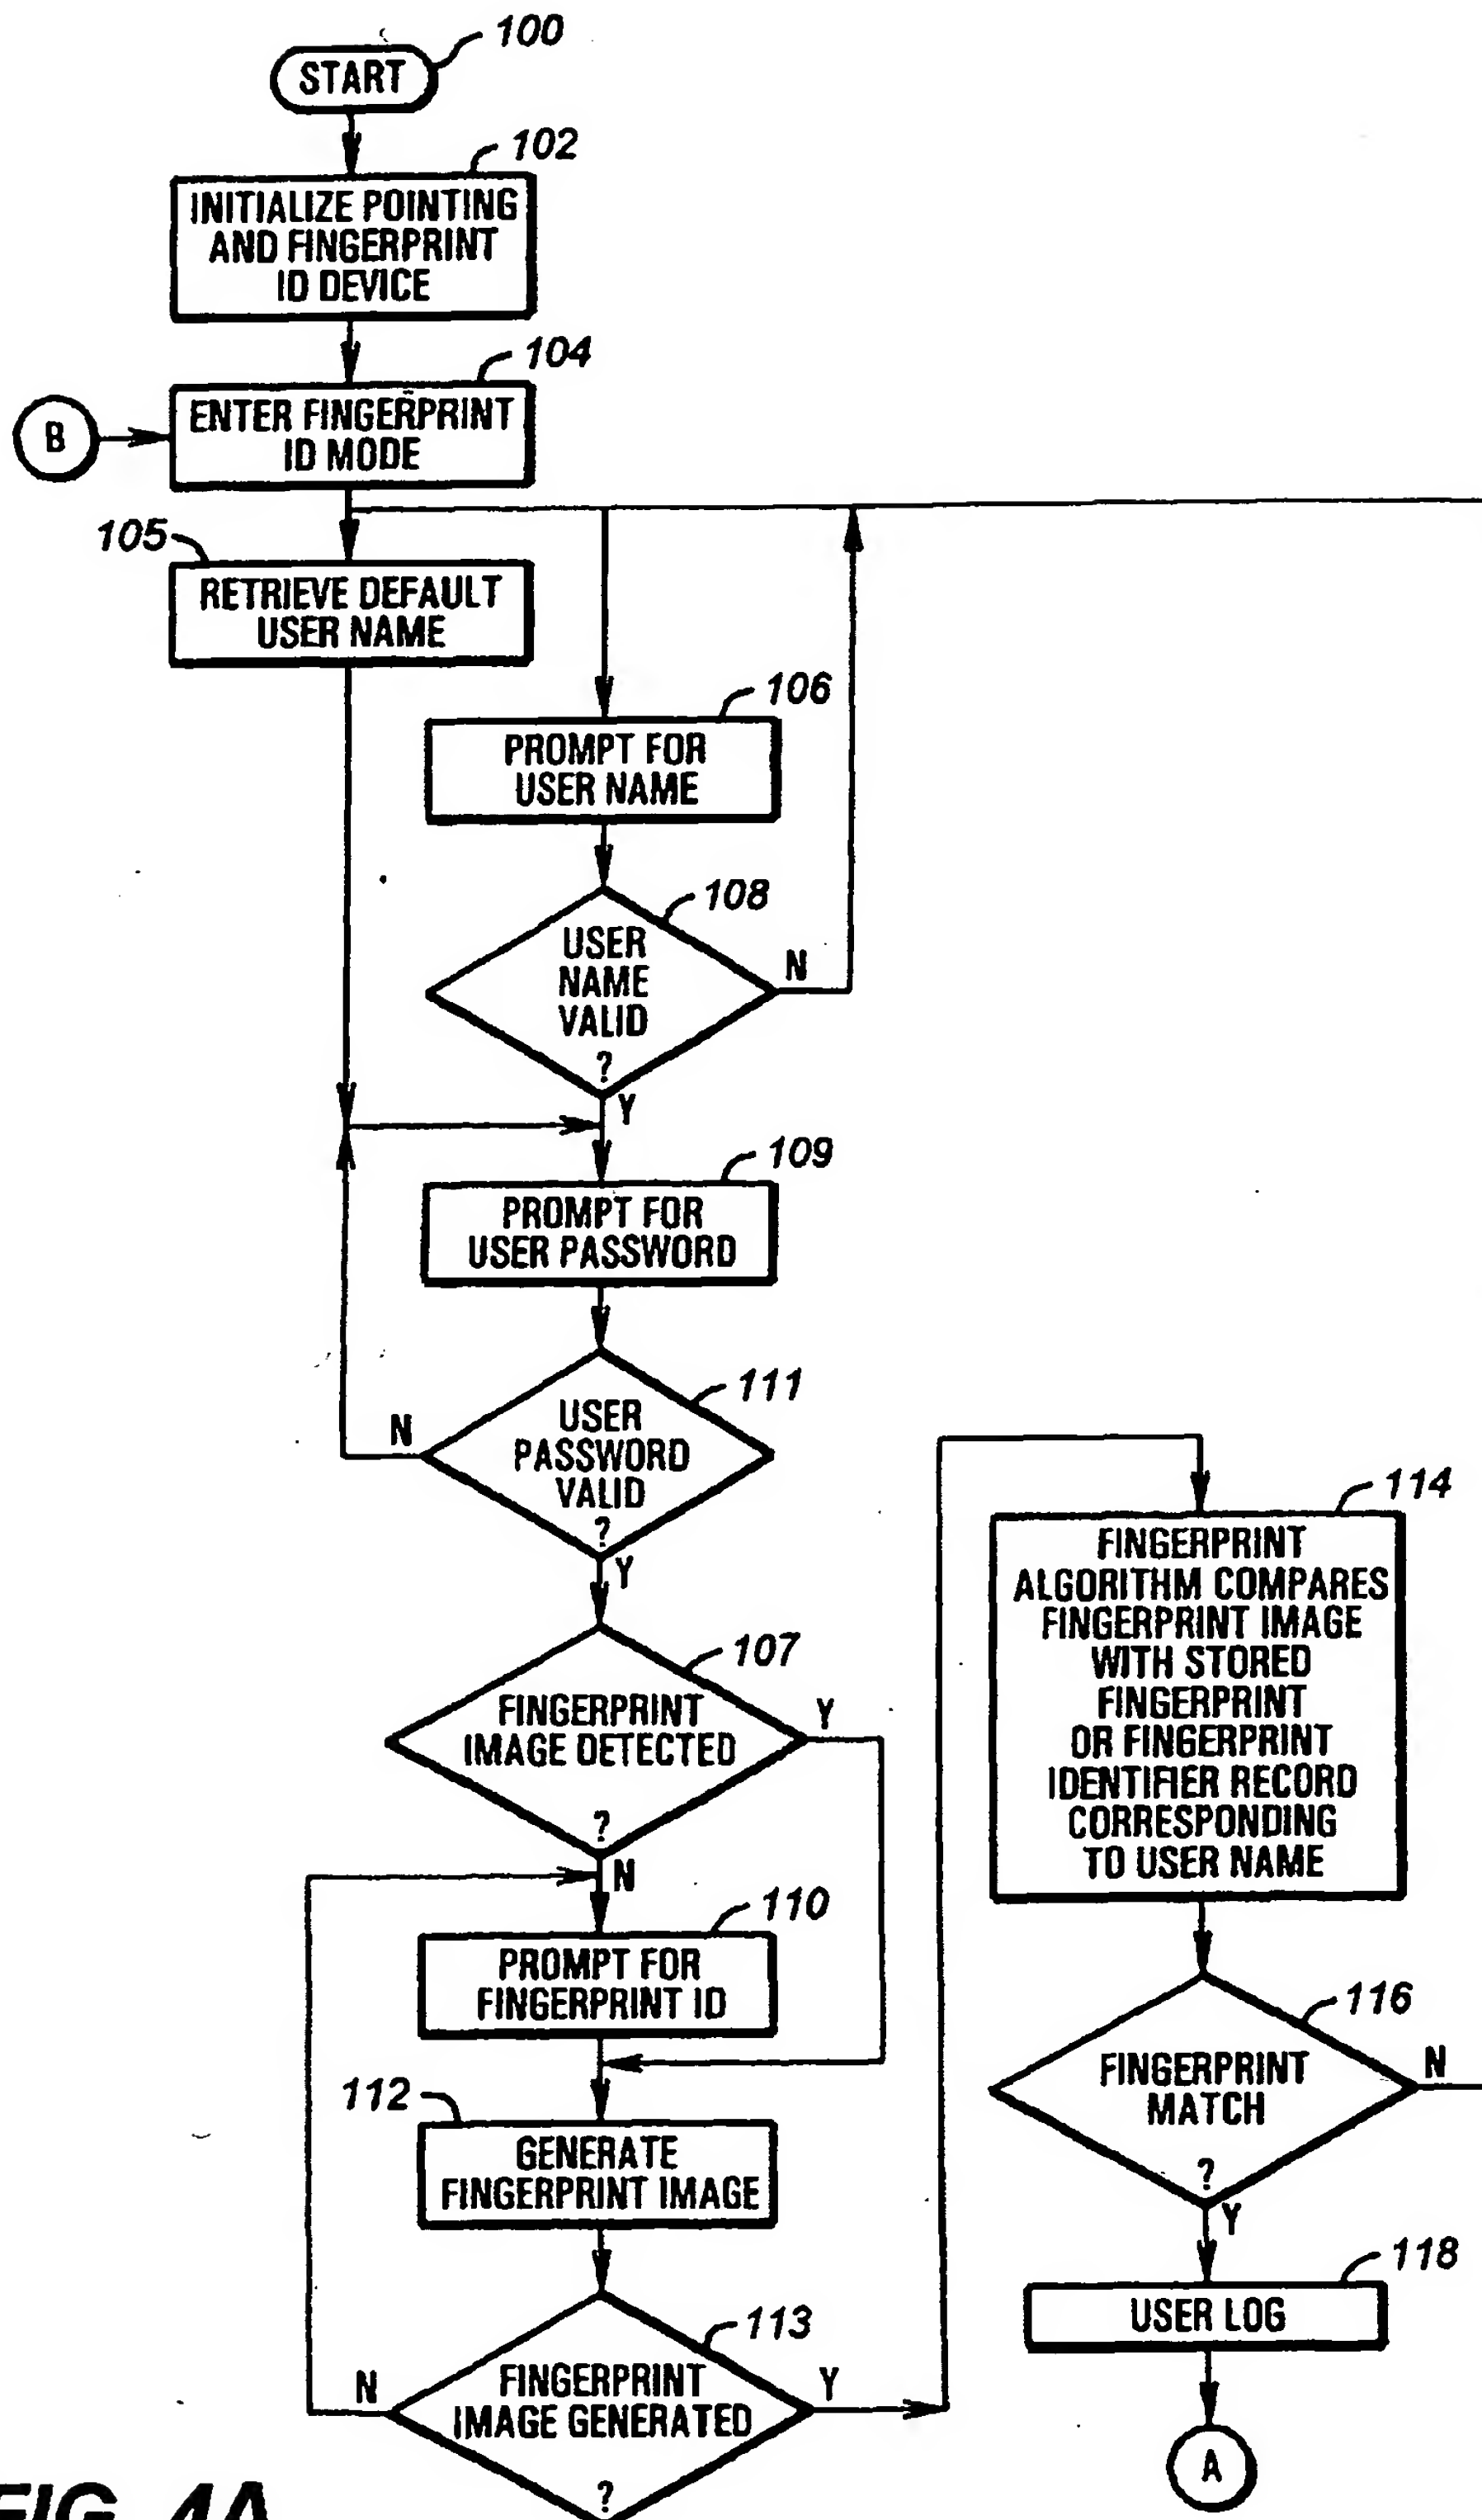 100
START
102
INITIALIZE POINTING
AND FINGERPRINT
ID DEVICE
104
B
ENTER FINGERPRINT
ID MODE
105
RETRIEVE DEFAULT
USER NAME
106
PROMPT FOR
USER NAME
108
USER
NAME
VALID
?
N
Y
109
PROMPT FOR
USER PASSWORD
111
USER
PASSWORD
VALID
?
N
Y
107
FINGERPRINT
IMAGE DETECTED
?
Y
N
110
PROMPT FOR
FINGERPRINT ID
112
GENERATE
FINGERPRINT IMAGE
113
FINGERPRINT
IMAGE GENERATED
?
N
Y
114
FINGERPRINT
ALGORITHM COMPARES
FINGERPRINT IMAGE
WITH STORED
FINGERPRINT
OR FINGERPRINT
IDENTIFIER RECORD
CORRESPONDING
TO USER NAME
116
FINGERPRINT
MATCH
?
N
Y
118
USER LOG
A
FIG. 4A